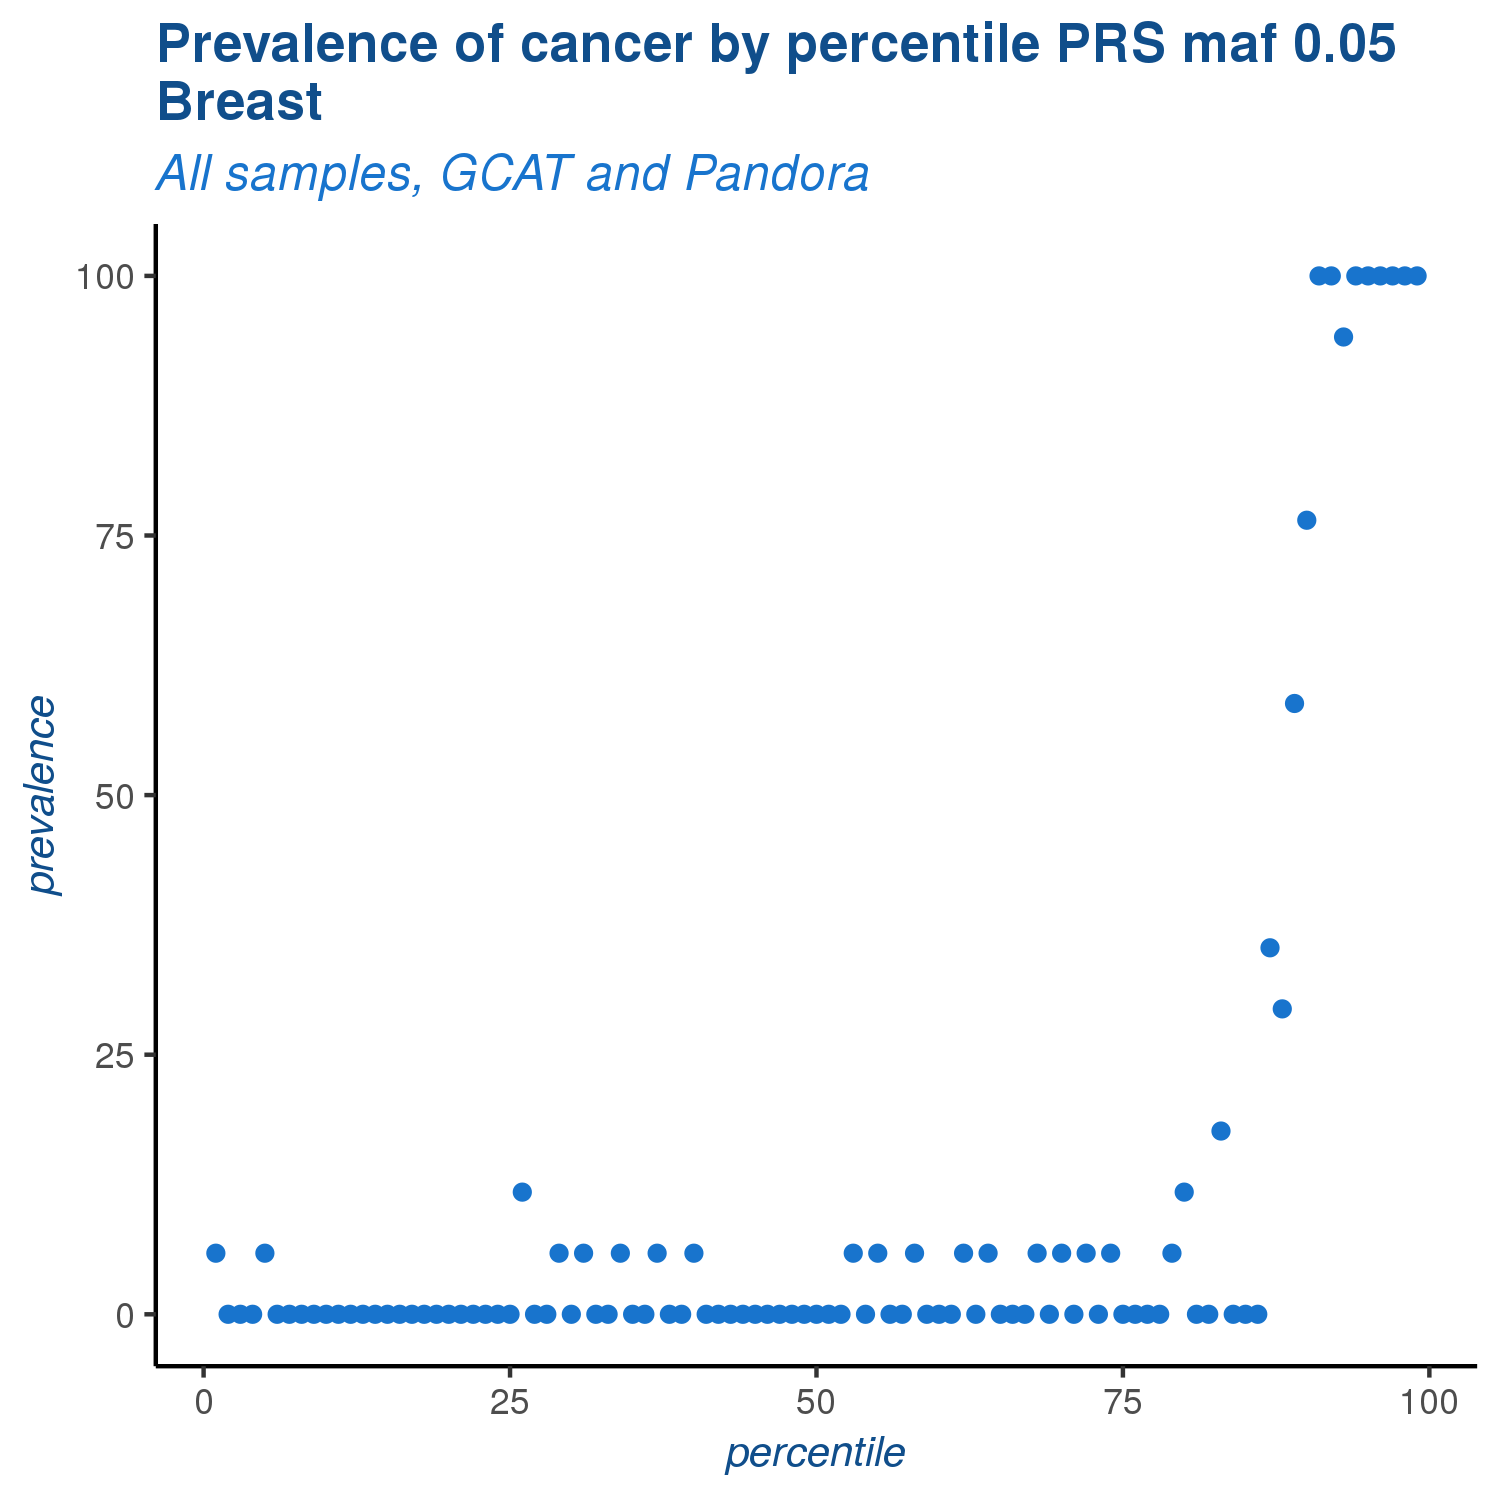 Prevalence of cancer by percentile PRS maf 0.05
Breast
All samples, GCAT and Pandora
100
75
50
25
0
prevalence
0 25 50 75 100
percentile